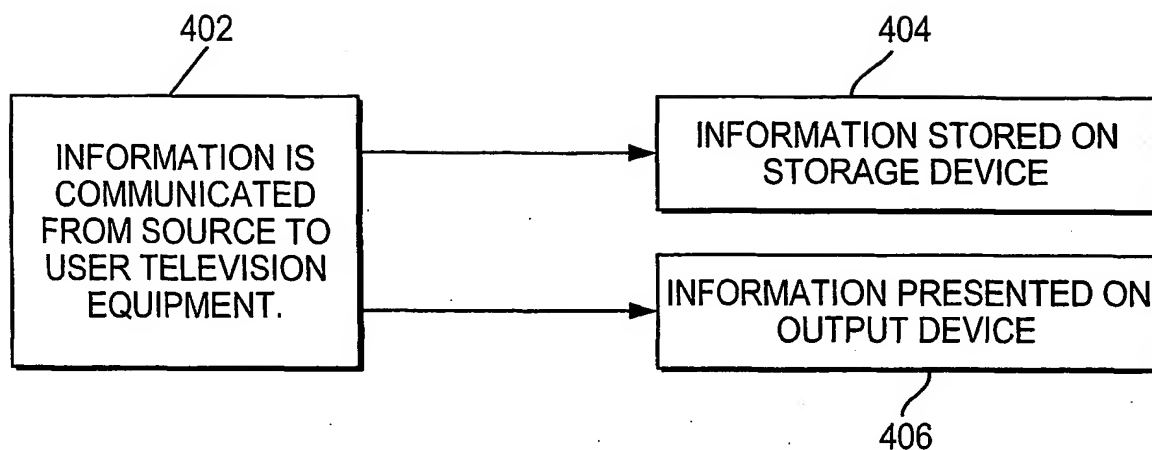 402
INFORMATION IS
COMMUNICATED
FROM SOURCE TO
USER TELEVISION
EQUIPMENT.
404
INFORMATION STORED ON
STORAGE DEVICE
INFORMATION PRESENTED ON
OUTPUT DEVICE
406